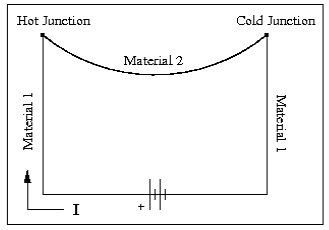 Hot Junction
Cold Junction
Material 2
Material 1
Material 1
I
+